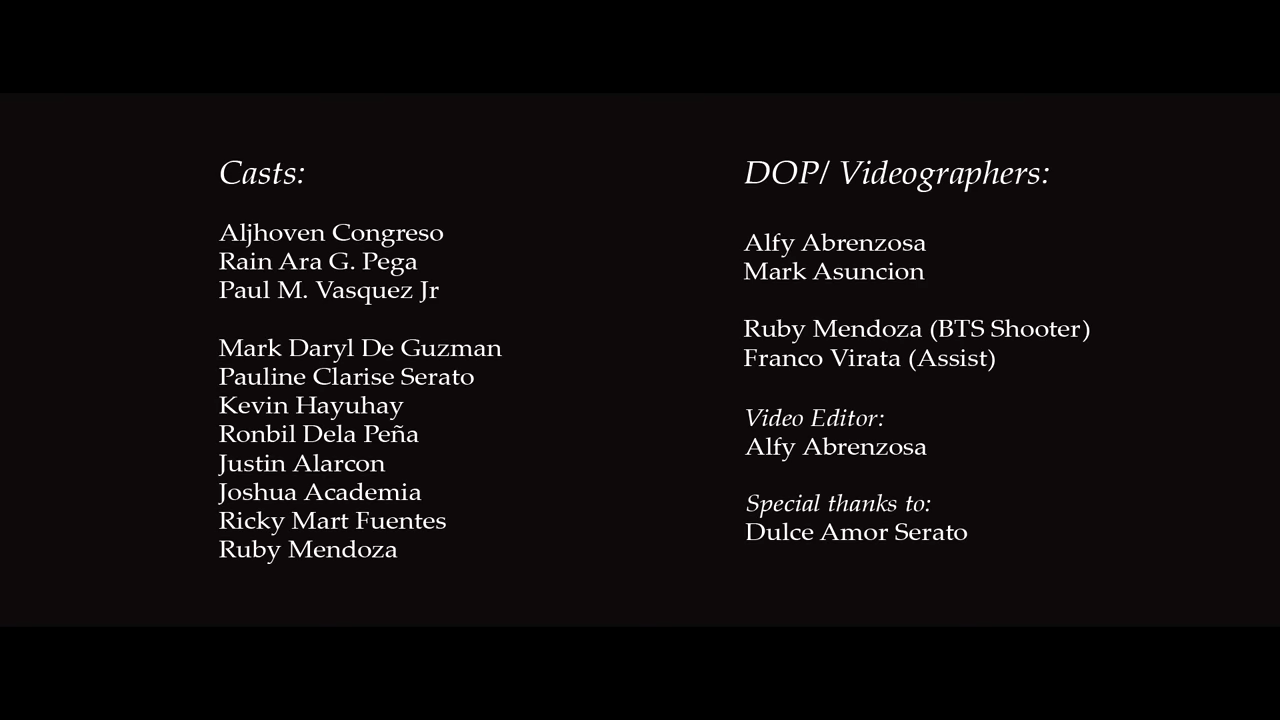 Casts:
Aljhoven Congreso
Rain Ara G. Pega
Paul M. Vasquez Jr
Mark Daryl De Guzman
Pauline Clarise Serato
Kevin Hayuhay
Ronbil Dela Peña
Justin Alarcon
Joshua Academia
Ricky Mart Fuentes
Ruby Mendoza
DOP/ Videographers:
Alfy Abrenzosa
Mark Asuncion
Ruby Mendoza (BTS Shooter)
Franco Virata (Assist)
Video Editor:
Alfy Abrenzosa
Special thanks to:
Dulce Amor Serato